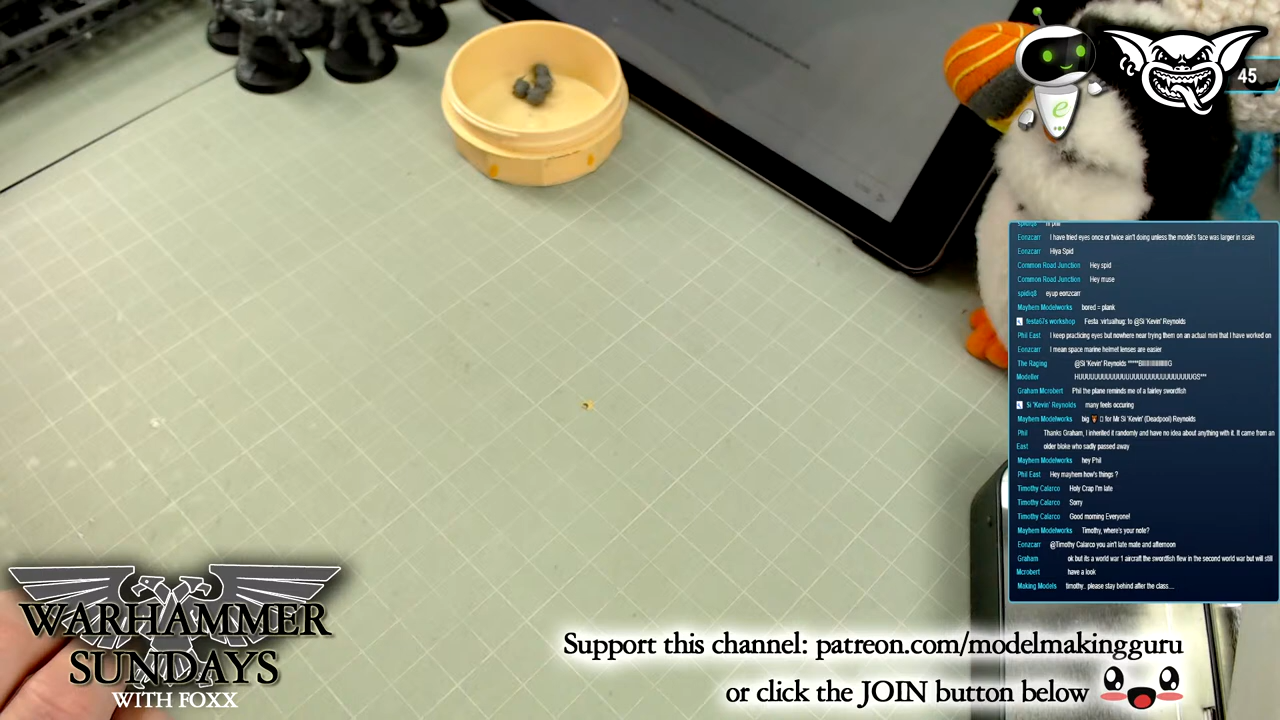 45
Eonzcarr I have tried eyes once or twice ain't doing unless the model's face was larger in scale
Eonzcarr Hiya Spid
Common Road Junction Hey spid
Common Road Junction Hey muse
spidiq8 eyup eonzcarr
Mayhem Modelworks bored = plank
festa67s workshop Festa :virtualhug: to @Si 'Kevin' Reynolds
Phil East I keep practicing eyes but nowhere near trying them on an actual mini that I have worked on
Eonzcarr I mean space marine helmet lenses are easier
The Raging @Si 'Kevin' Reynolds
Modeller
Graham Mcrobert Phil the plane reminds me of a fairley swordfish
Si 'Kevin' Reynolds many feels occuring
Mayhem Modelworks big for Mr Si 'Kevin' (Deadpool) Reynolds
Phil Thanks Graham, I inherited it randomly and have no idea about anything with it. It came from an
East older bloke who sadly passed away
Mayhem Modelworks hey Phil
Phil East Hey mayhem how's things ?
Timothy Calarco Holy Crap I'm late
Timothy Calarco Sorry
Timothy Calarco Good morning Everyone!
Mayhem Modelworks Timothy, where's your note?
Eonzcarr @Timothy Calarco you ain't late mate and afternoon
Graham ok but its a world war 1 aircraft the swordfish flew in the second world war but will still
Mcrobert have a look
Making Models timothy.. please stay behind after the class....
WARHAMMER
SUNDAYS
WITH FOXX
Support this channel: patreon.com/modelmakingguru
or click the JOIN button below